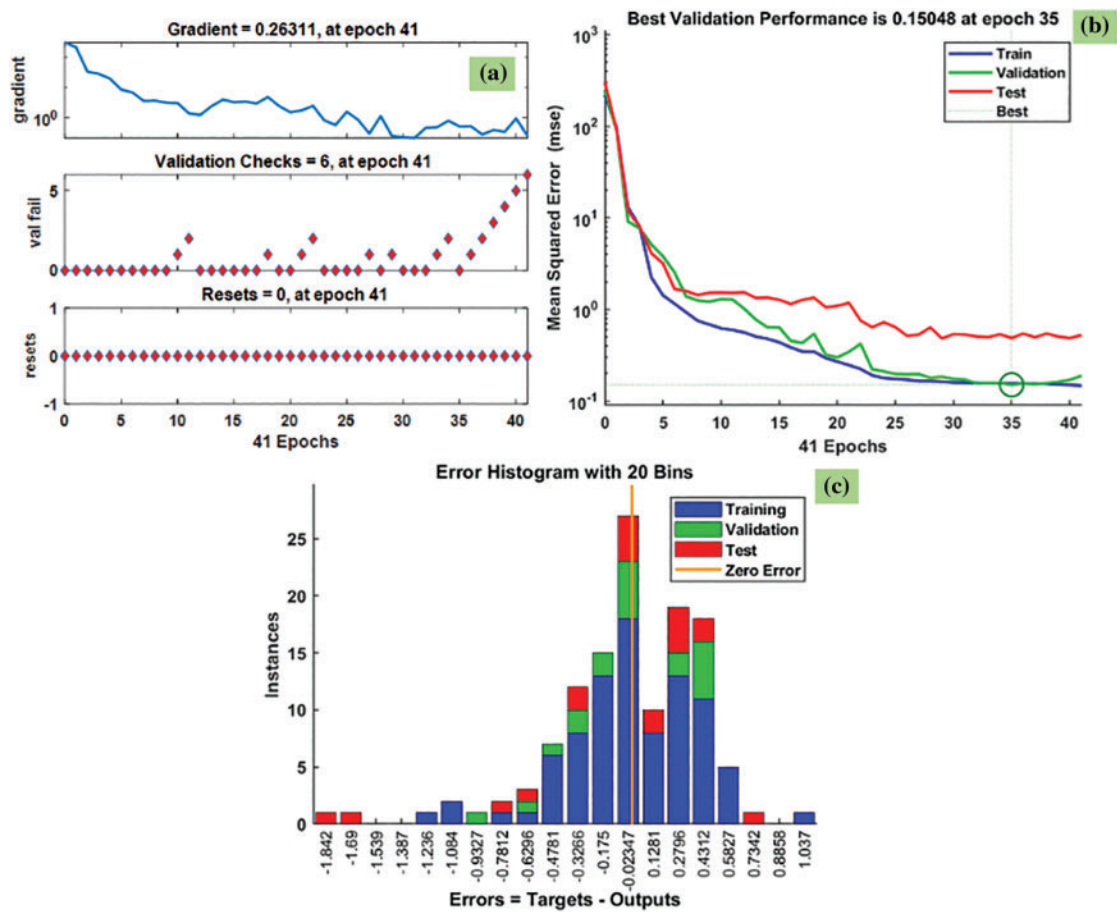 Gradient = 0.26311, at epoch 41
(a)
gradient
10^0
Validation Checks = 6, at epoch 41
val fail
5
0
Resets = 0, at epoch 41
resets
1
0
-1
0 5 10 15 20 25 30 35 40
41 Epochs
Best Validation Performance is 0.15048 at epoch 35
(b)
Train
Validation
Test
Best
Mean Squared Error (mse)
10^3
10^2
10^1
10^0
10^-1
0 5 10 15 20 25 30 35 40
41 Epochs
Error Histogram with 20 Bins
(c)
Training
Validation
Test
Zero Error
Instances
25
20
15
10
5
0
-1.842 -1.69 -1.539 -1.387 -1.236 -1.084 -0.9327 -0.7812 -0.6296 -0.4781 -0.3266 -0.175 -0.02347 0.1281 0.2796 0.4312 0.5827 0.7342 0.8858 1.037
Errors = Targets - Outputs